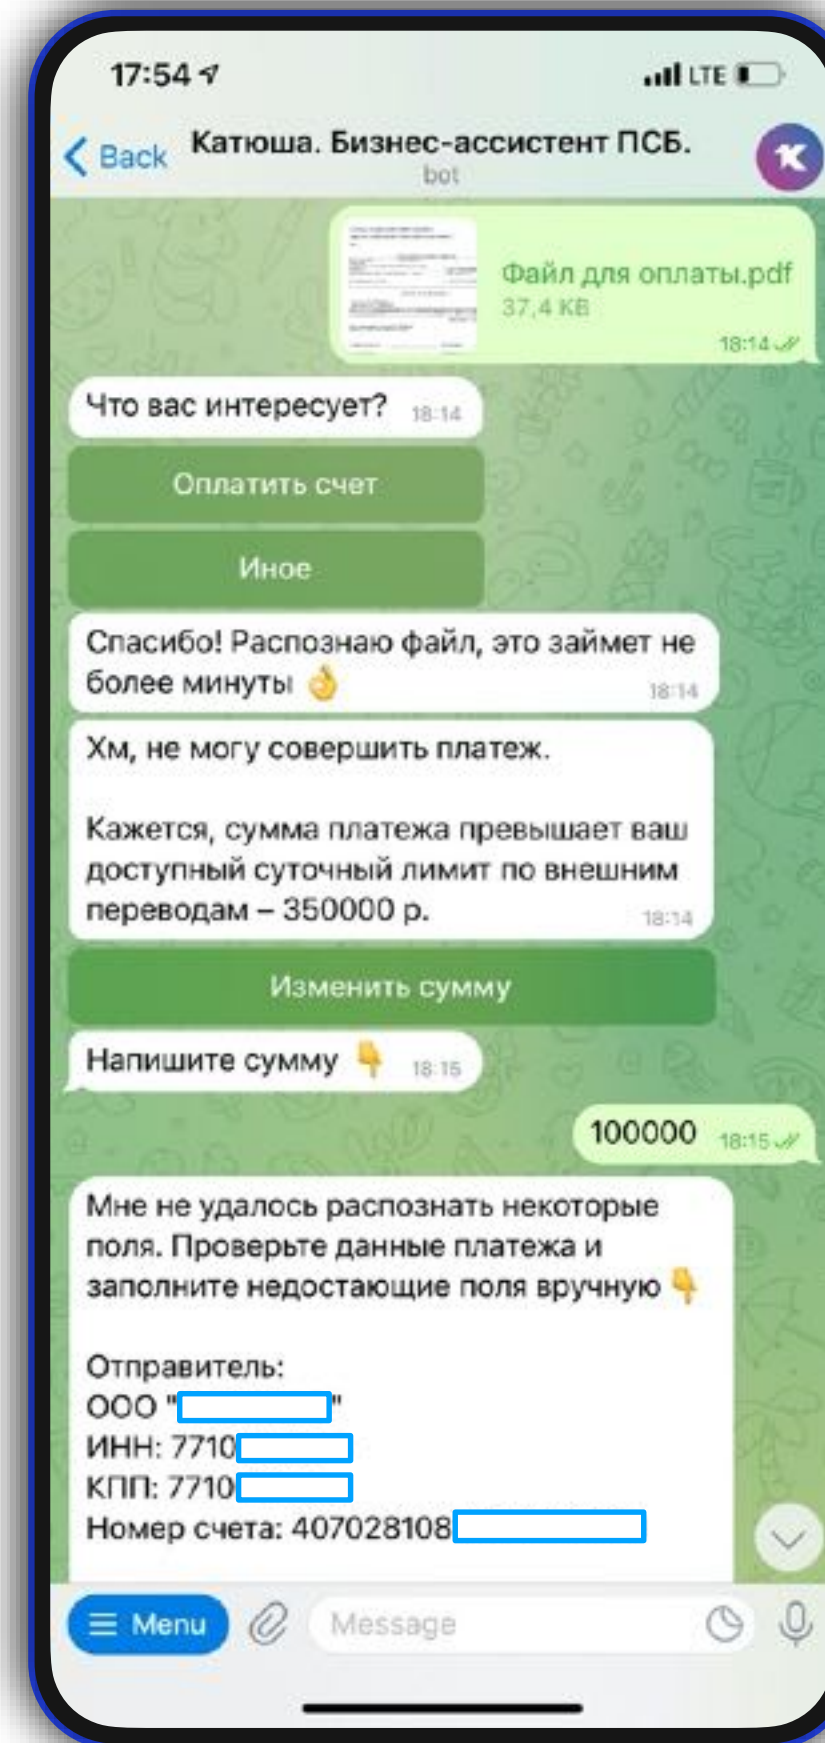 17:54
LTE
Back
Катюша. Бизнес-ассистент ПСБ.
bot
Файл для оплаты.pdf
37,4 KB
18:14
Что вас интересует? 18:14
Оплатить счет
Иное
Спасибо! Распознаю файл, это займет не
более минуты 👌 18:14
Хм, не могу совершить платеж.
Кажется, сумма платежа превышает ваш
доступный суточный лимит по внешним
переводам – 350000 р. 18:14
Изменить сумму
Напишите сумму 👇 18:15
100000 18:15
Мне не удалось распознать некоторые
поля. Проверьте данные платежа и
заполните недостающие поля вручную 👇
Отправитель:
ООО " "
ИНН: 7710
КПП: 7710
Номер счета: 407028108
Menu
Message